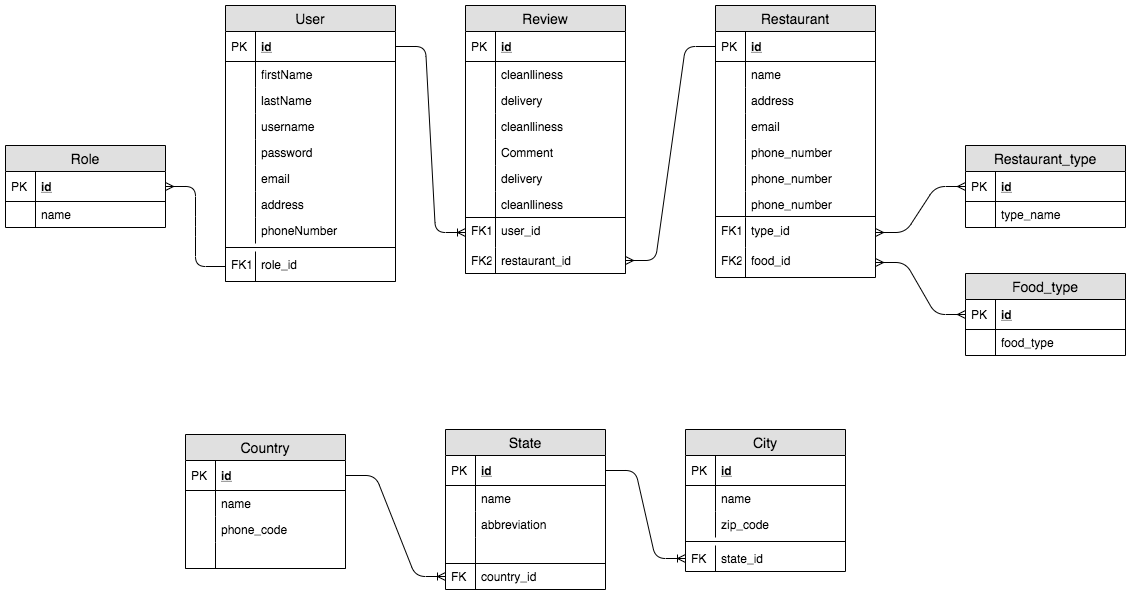 User
PK id
firstName
lastName
username
password
email
address
phoneNumber
FK1 role_id
Review
PK id
cleanlliness
delivery
cleanlliness
Comment
delivery
cleanlliness
FK1 user_id
FK2 restaurant_id
Restaurant
PK id
name
address
email
phone_number
phone_number
phone_number
FK1 type_id
FK2 food_id
Role
PK id
name
Restaurant_type
PK id
type_name
Food_type
PK id
food_type
Country
PK id
name
phone_code
State
PK id
name
abbreviation
FK country_id
City
PK id
name
zip_code
FK state_id